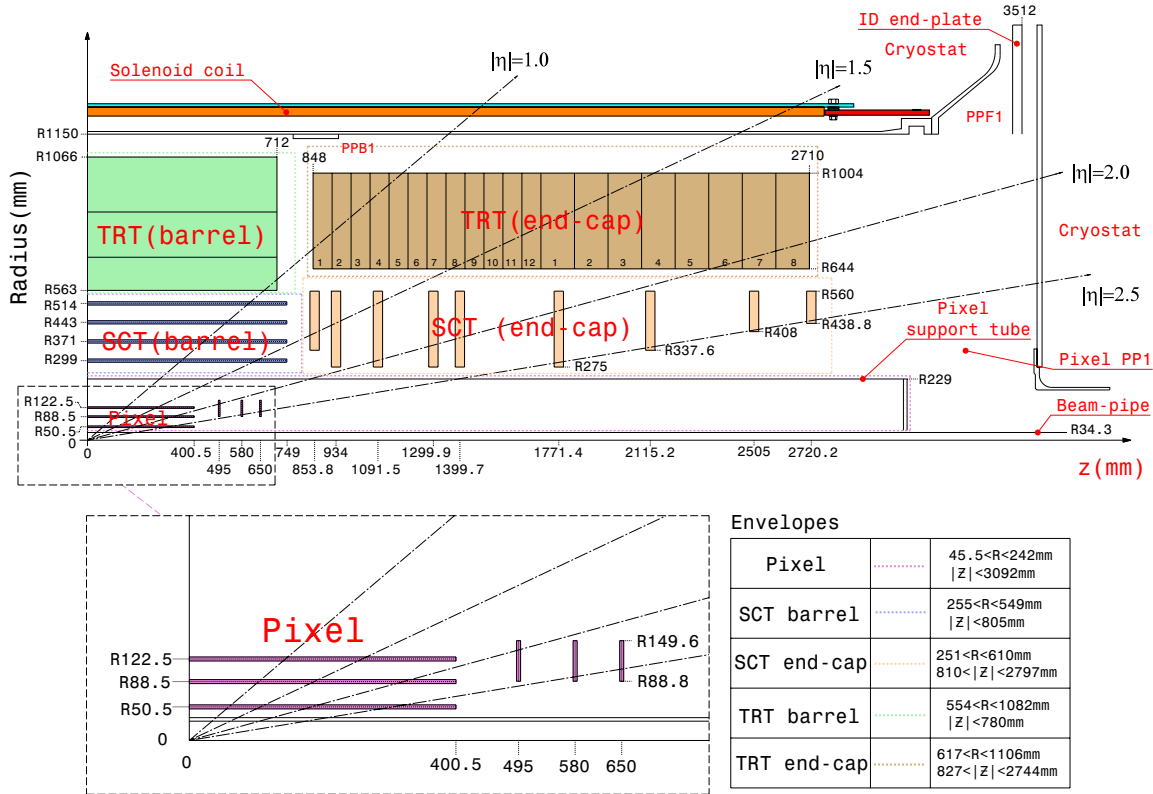 3512
ID end-plate
Cryostat
|η|=1.0
Solenoid coil
|η|=1.5
PPF1
R1150
712
PPB1
848
2710
R1066
R1004
|η|=2.0
Radius(mm)
TRT(barrel)
TRT(end-cap)
Cryostat
1 2 3 4 5 6 7 8 9 10 11 12 1 2 3 4 5 6 7 8
R644
R563
R560
|η|=2.5
R514
R443
SCT(barrel)
SCT (end-cap)
R438.8
R408
Pixel
support tube
R371
R337.6
R299
R275
Pixel PP1
R229
R122.5
R88.5
Pixel
R50.5
Beam-pipe
R34.3
0
0 400.5 580 749 934 1299.9 1771.4 2115.2 2505 2720.2
495 650 853.8 1091.5 1399.7
z(mm)
Pixel
R149.6
R122.5
R88.5
R88.8
R50.5
0
0 400.5 495 580 650
Envelopes
Pixel
45.5<R<242mm
|Z|<3092mm
SCT barrel
255<R<549mm
|Z|<805mm
SCT end-cap
251<R<610mm
810<|Z|<2797mm
TRT barrel
554<R<1082mm
|Z|<780mm
TRT end-cap
617<R<1106mm
827<|Z|<2744mm